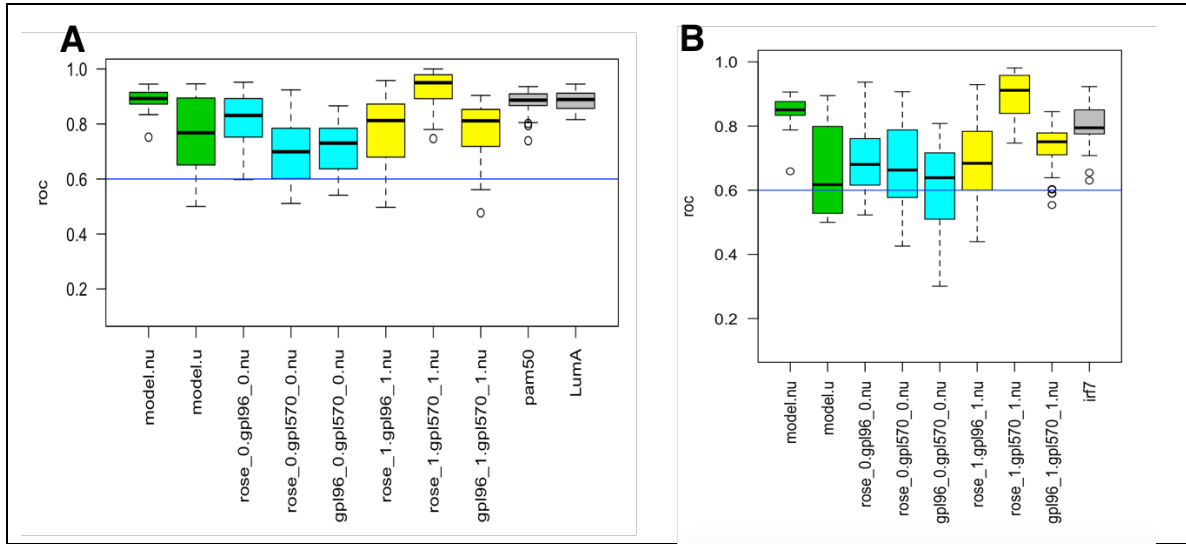 A
roc
1.0
0.8
0.6
0.4
0.2
model.nu
model.u
rose_0.gpl96_0.nu
rose_0.gpl570_0.nu
gpl96_0.gpl570_0.nu
rose_1.gpl96_1.nu
rose_1.gpl570_1.nu
gpl96_1.gpl570_1.nu
pam50
LumA
B
roc
1.0
0.8
0.6
0.4
0.2
model.nu
model.u
rose_0.gpl96_0.nu
rose_0.gpl570_0.nu
gpl96_0.gpl570_0.nu
rose_1.gpl96_1.nu
rose_1.gpl570_1.nu
gpl96_1.gpl570_1.nu
irf7